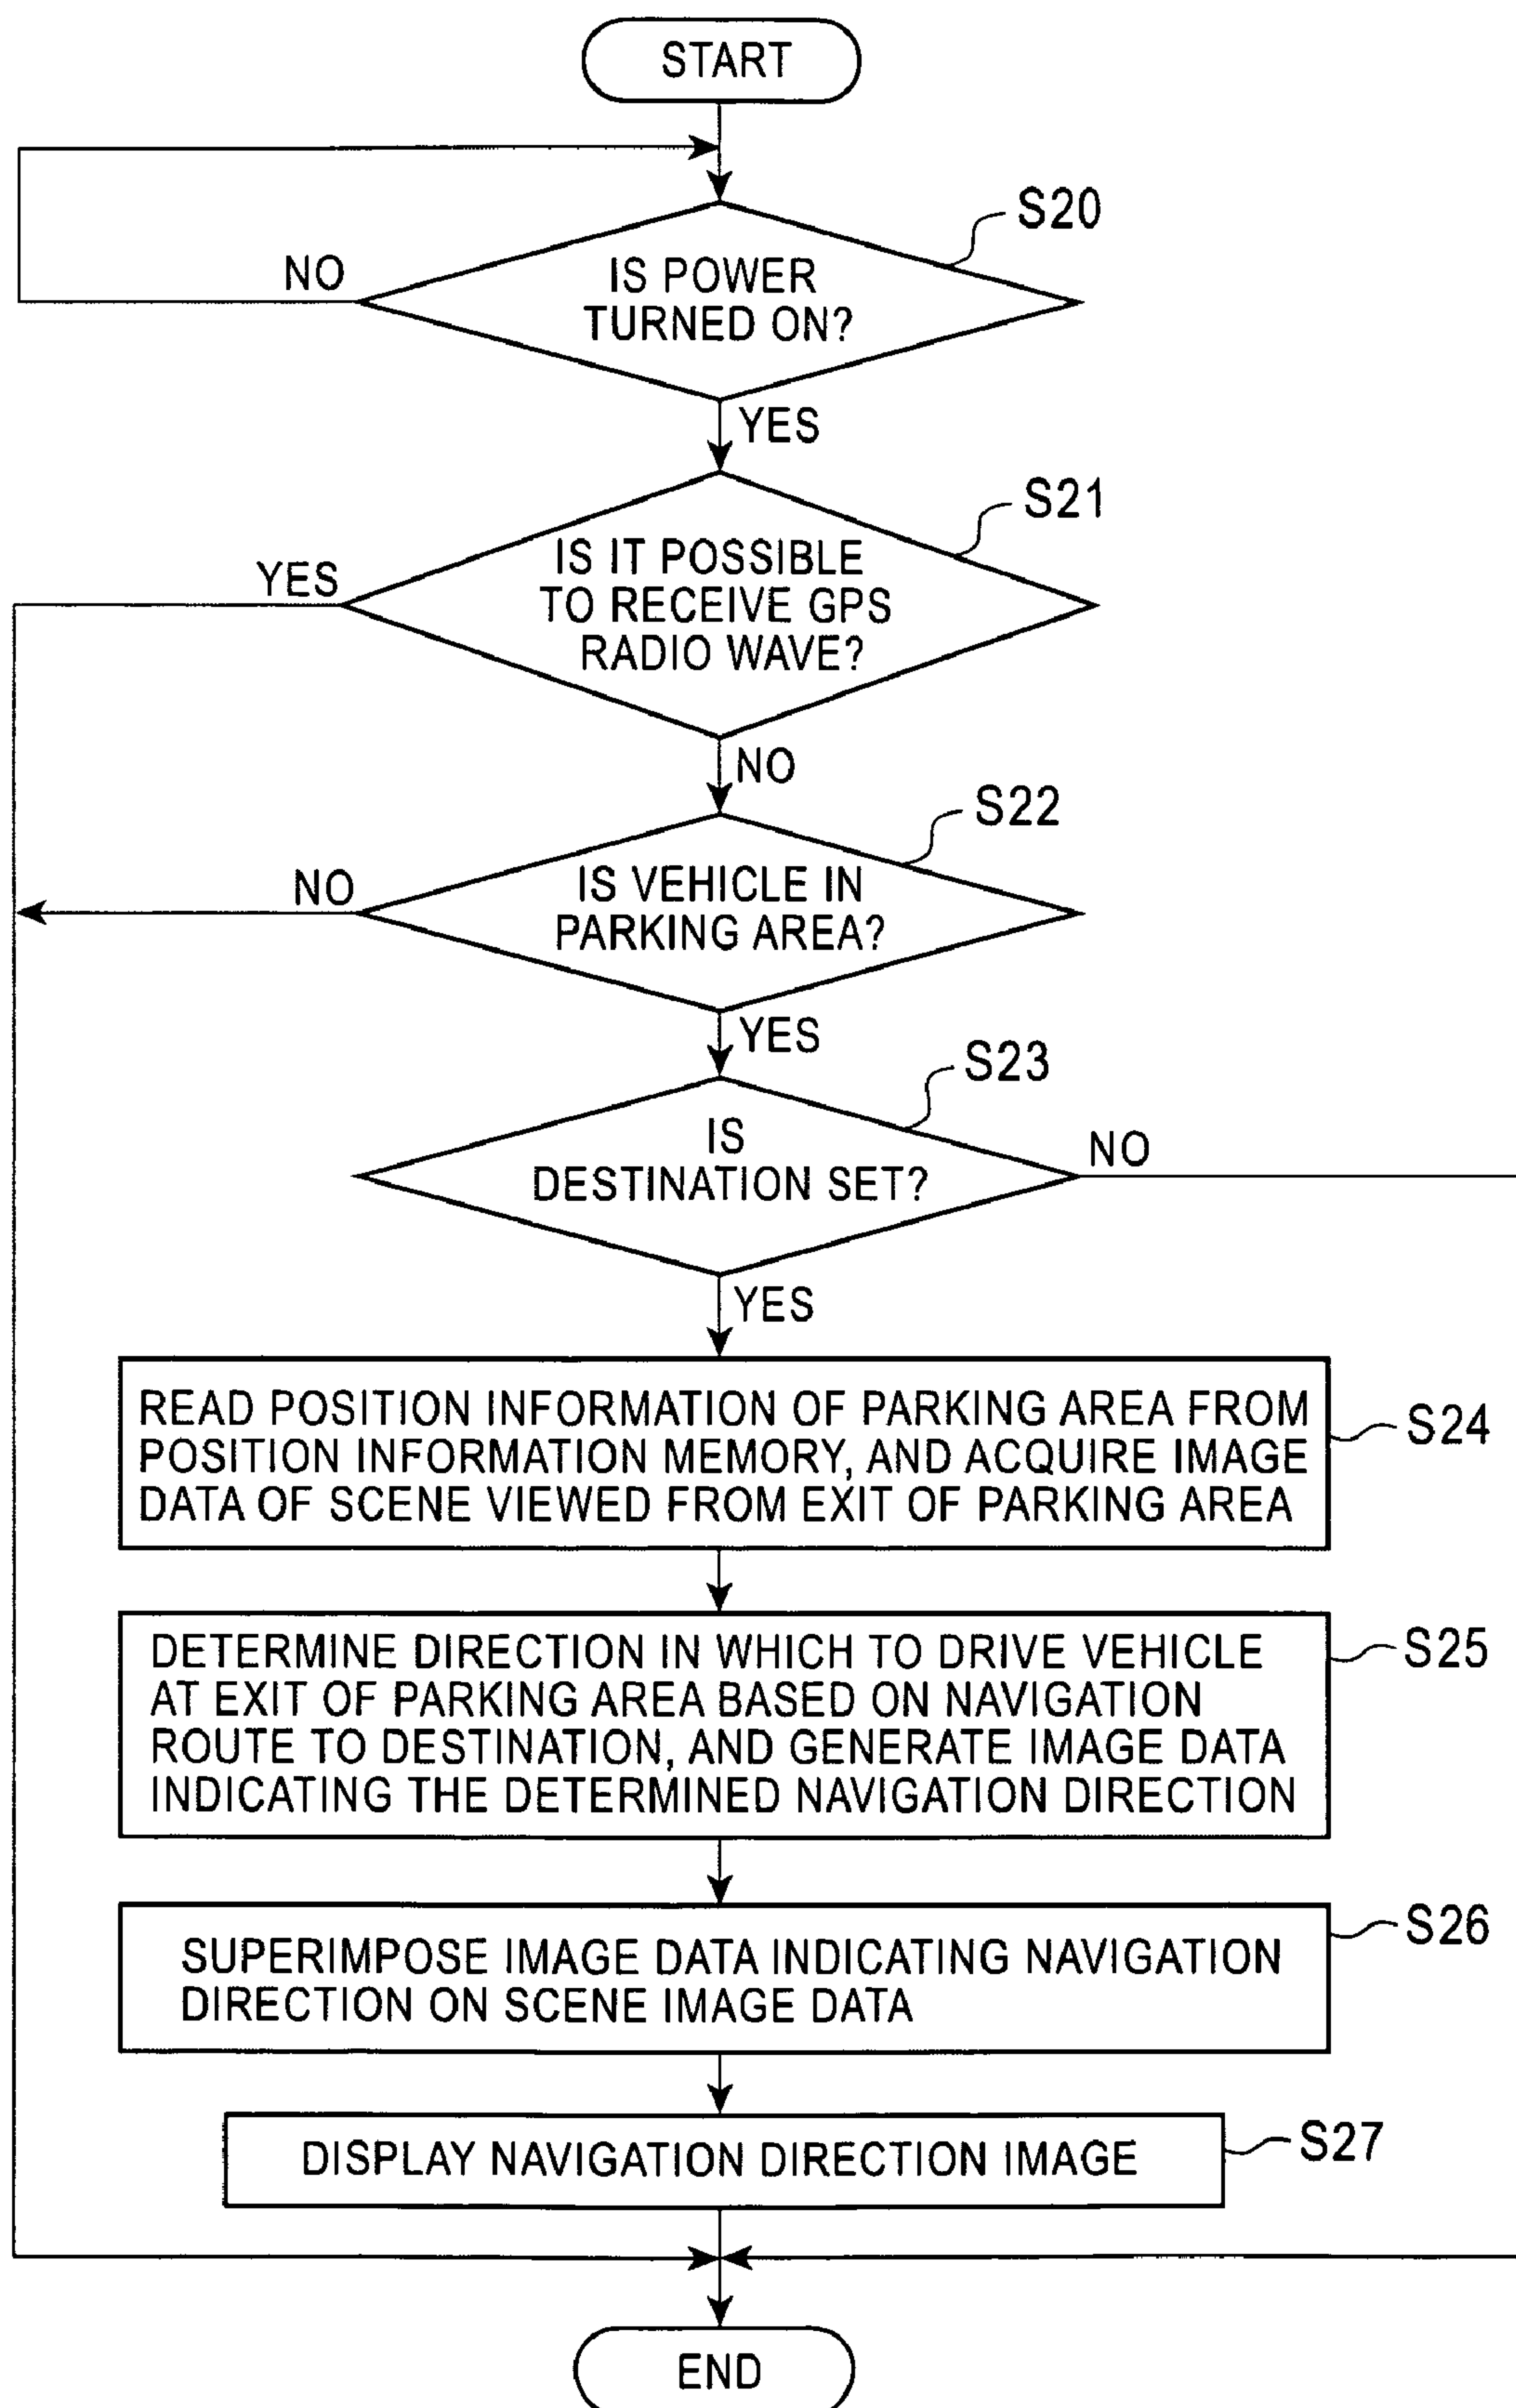 START
S20
IS POWER
TURNED ON?
NO
YES
S21
IS IT POSSIBLE
TO RECEIVE GPS
RADIO WAVE?
YES
NO
S22
IS VEHICLE IN
PARKING AREA?
NO
YES
S23
IS
DESTINATION SET?
NO
YES
READ POSITION INFORMATION OF PARKING AREA FROM
POSITION INFORMATION MEMORY, AND ACQUIRE IMAGE
DATA OF SCENE VIEWED FROM EXIT OF PARKING AREA
S24
DETERMINE DIRECTION IN WHICH TO DRIVE VEHICLE
AT EXIT OF PARKING AREA BASED ON NAVIGATION
ROUTE TO DESTINATION, AND GENERATE IMAGE DATA
INDICATING THE DETERMINED NAVIGATION DIRECTION
S25
SUPERIMPOSE IMAGE DATA INDICATING NAVIGATION
DIRECTION ON SCENE IMAGE DATA
S26
DISPLAY NAVIGATION DIRECTION IMAGE
S27
END